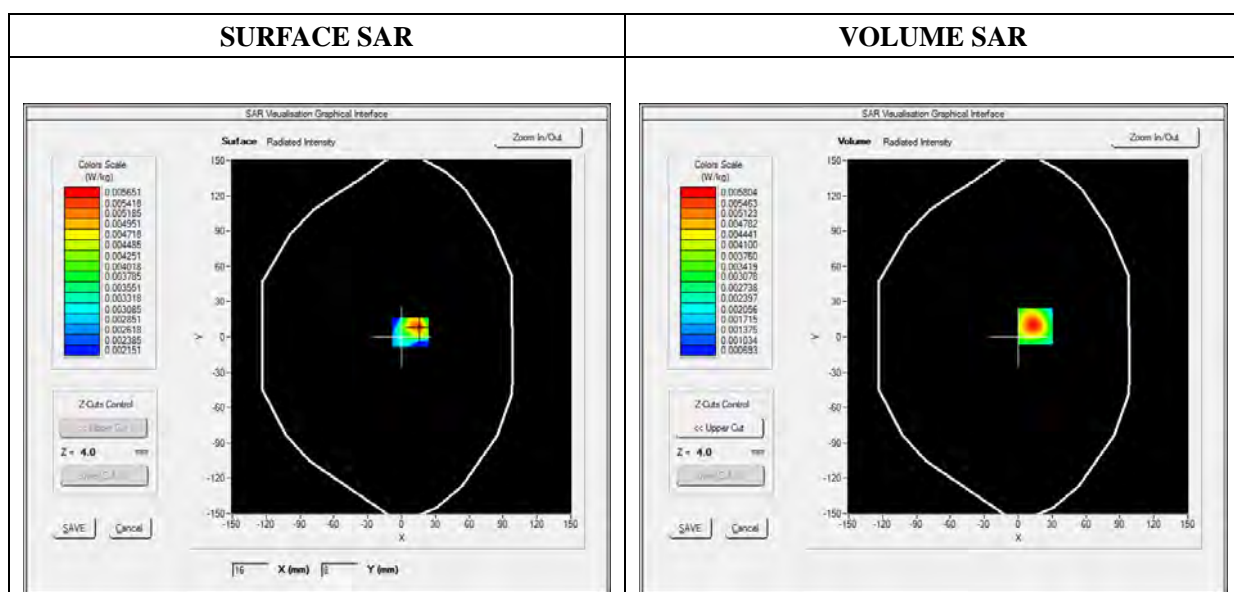 SURFACE SAR
VOLUME SAR
SAR Visualisation Graphical Interface
Surface Radiated Intensity
Zoom In/Out
Colors Scale
(W/kg)
0.005651
0.005418
0.005185
0.004951
0.004718
0.004485
0.004251
0.004018
0.003785
0.003551
0.003318
0.003085
0.002851
0.002618
0.002385
0.002151
Z-Cuts Control
<< Upper Cut
Z = 4.0 mm
SAVE
Cancel
150
120
90
60
30
0
-30
-60
-90
-120
-150
Y
-150 -120 -90 -60 -30 0 30 60 90 120 150
X
16 X (mm) 8 Y (mm)
SAR Visualisation Graphical Interface
Volume Radiated Intensity
Zoom In/Out
Colors Scale
(W/kg)
0.005804
0.005463
0.005123
0.004782
0.004441
0.004100
0.003760
0.003419
0.003078
0.002738
0.002397
0.002056
0.001715
0.001375
0.001034
0.000693
Z-Cuts Control
<< Upper Cut
Z = 4.0 mm
SAVE
Cancel
150
120
90
60
30
0
-30
-60
-90
-120
-150
Y
-150 -120 -90 -60 -30 0 30 60 90 120 150
X